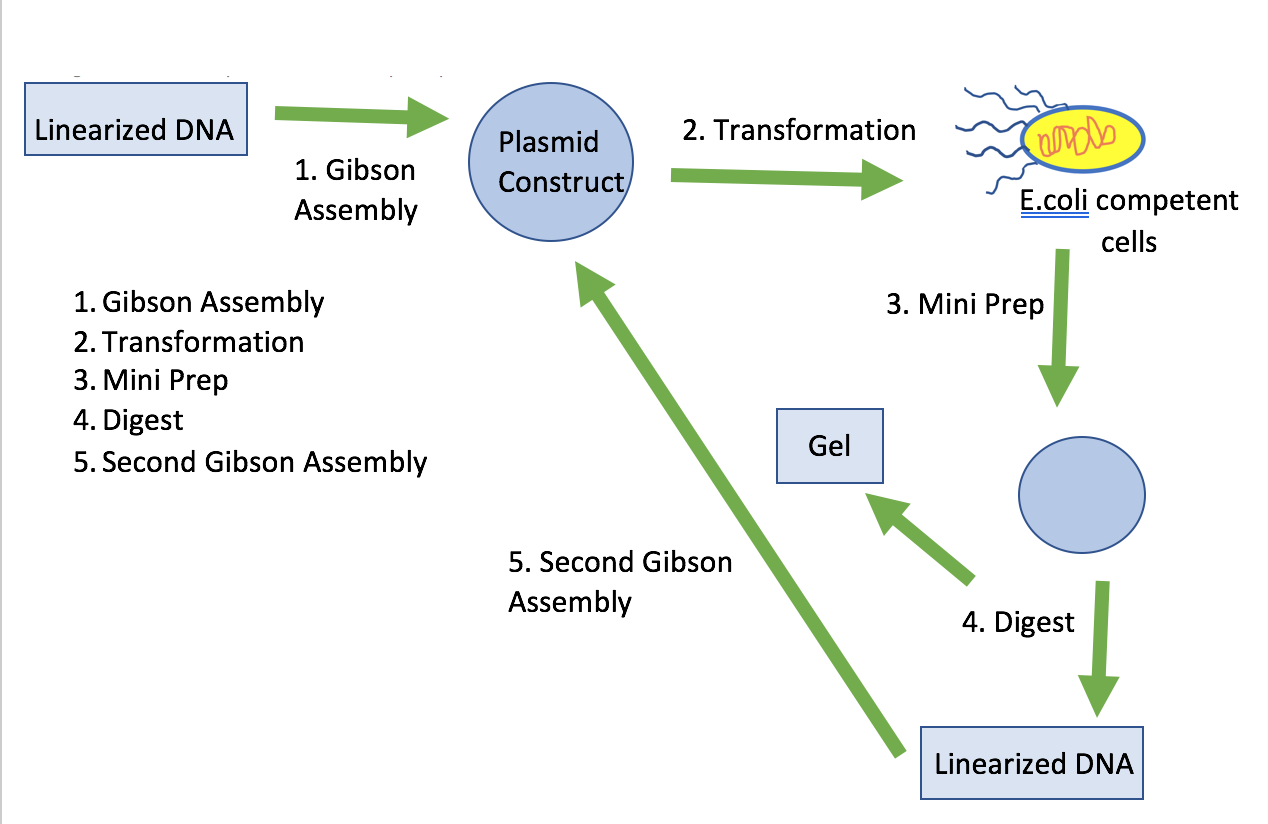 Linearized DNA
1. Gibson
Assembly
Plasmid
Construct
2. Transformation
E.coli competent
cells
3. Mini Prep
1. Gibson Assembly
2. Transformation
3. Mini Prep
4. Digest
5. Second Gibson Assembly
Gel
5. Second Gibson
Assembly
4. Digest
Linearized DNA